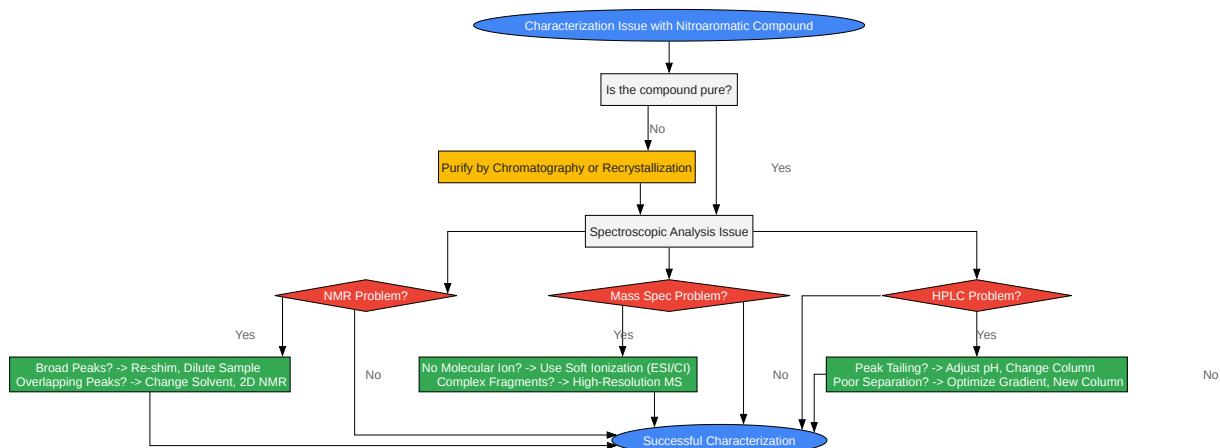 Characterization Issue with Nitroaromatic Compound
Is the compound pure?
No
Purify by Chromatography or Recrystallization
Yes
Spectroscopic Analysis Issue
NMR Problem?
Mass Spec Problem?
HPLC Problem?
Yes
Yes
Yes
Broad Peaks? -> Re-shim, Dilute Sample
Overlapping Peaks? -> Change Solvent, 2D NMR
No
No Molecular Ion? -> Use Soft Ionization (ESI/CI)
Complex Fragments? -> High-Resolution MS
No
Peak Tailing? -> Adjust pH, Change Column
Poor Separation? -> Optimize Gradient, New Column
No
Successful Characterization